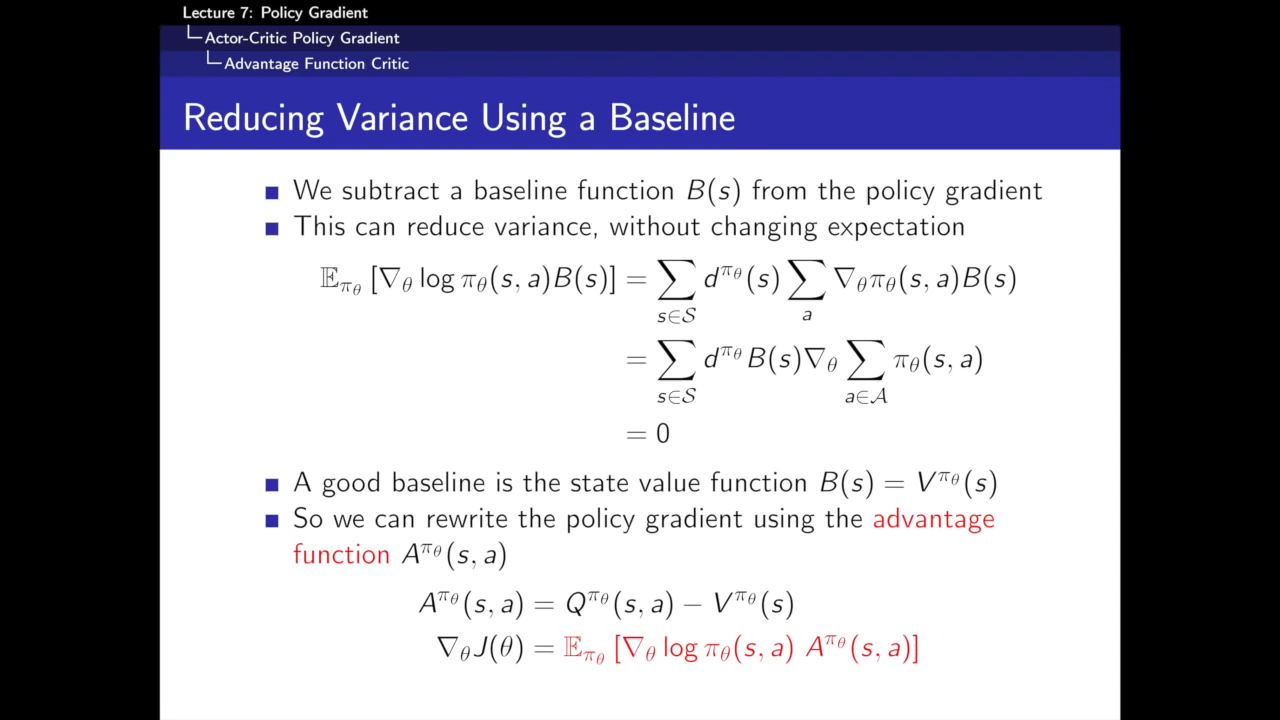 Lecture 7: Policy Gradient
Actor-Critic Policy Gradient
Advantage Function Critic
Reducing Variance Using a Baseline
We subtract a baseline function B(s) from the policy gradient
This can reduce variance, without changing expectation
𝔼_{π_θ} [∇_θ log π_θ(s, a)B(s)] = ∑_{s∈𝒮} d^{π_θ}(s) ∑_a ∇_θπ_θ(s, a)B(s)
= ∑_{s∈𝒮} d^{π_θ} B(s)∇_θ ∑_{a∈𝒜} π_θ(s, a)
= 0
A good baseline is the state value function B(s) = V^{π_θ}(s)
So we can rewrite the policy gradient using the advantage
function A^{π_θ}(s, a)
A^{π_θ}(s, a) = Q^{π_θ}(s, a) − V^{π_θ}(s)
∇_θJ(θ) = 𝔼_{π_θ} [∇_θ log π_θ(s, a) A^{π_θ}(s, a)]